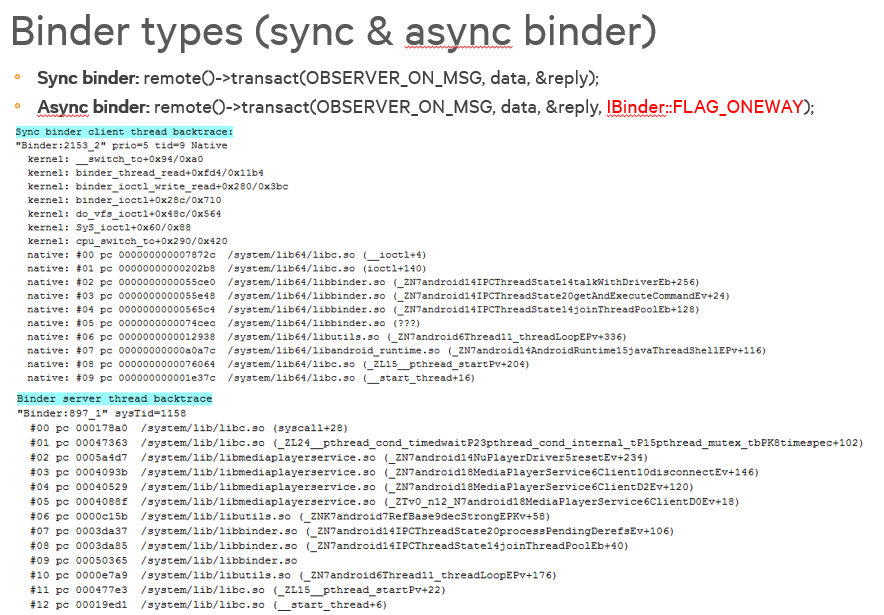 Binder types (sync & async binder)
Sync binder: remote()->transact(OBSERVER_ON_MSG, data, &reply);
Async binder: remote()->transact(OBSERVER_ON_MSG, data, &reply, IBinder::FLAG_ONEWAY);
Sync binder client thread backtrace:
"Binder:2153_2" prio=5 tid=9 Native
kernel: __switch_to+0x94/0xa0
kernel: binder_thread_read+0xfd4/0x11b4
kernel: binder_ioctl_write_read+0x280/0x3bc
kernel: binder_ioctl+0x28c/0x710
kernel: do_vfs_ioctl+0x48c/0x564
kernel: SyS_ioctl+0x60/0x88
kernel: cpu_switch_to+0x290/0x420
native: #00 pc 000000000007872c /system/lib64/libc.so (__ioctl+4)
native: #01 pc 00000000000202b8 /system/lib64/libc.so (ioctl+140)
native: #02 pc 0000000000055ce0 /system/lib64/libbinder.so (_ZN7android14IPCThreadState14talkWithDriverEb+256)
native: #03 pc 0000000000055e48 /system/lib64/libbinder.so (_ZN7android14IPCThreadState20getAndExecuteCommandEv+24)
native: #04 pc 00000000000565c4 /system/lib64/libbinder.so (_ZN7android14IPCThreadState14joinThreadPoolEb+128)
native: #05 pc 0000000000074cec /system/lib64/libbinder.so (???)
native: #06 pc 0000000000012938 /system/lib64/libutils.so (_ZN7android6Thread11_threadLoopEPv+336)
native: #07 pc 00000000000a0a7c /system/lib64/libandroid_runtime.so (_ZN7android14AndroidRuntime15javaThreadShellEPv+116)
native: #08 pc 0000000000076064 /system/lib64/libc.so (_ZL15__pthread_startPv+204)
native: #09 pc 000000000001e37c /system/lib64/libc.so (__start_thread+16)
Binder server thread backtrace
"Binder:897_1" sysTid=1158
#00 pc 000178a0 /system/lib/libc.so (syscall+28)
#01 pc 00047363 /system/lib/libc.so (_ZL24__pthread_cond_timedwaitP23pthread_cond_internal_tP15pthread_mutex_tbPK8timespec+102)
#02 pc 0005a4d7 /system/lib/libmediaplayerservice.so (_ZN7android14NuPlayerDriver5resetEv+234)
#03 pc 0004093b /system/lib/libmediaplayerservice.so (_ZN7android18MediaPlayerService6Client10disconnectEv+146)
#04 pc 00040529 /system/lib/libmediaplayerservice.so (_ZN7android18MediaPlayerService6ClientD2Ev+120)
#05 pc 0004088f /system/lib/libmediaplayerservice.so (_ZTv0_n12_N7android18MediaPlayerService6ClientD0Ev+18)
#06 pc 0000c15b /system/lib/libutils.so (_ZNK7android7RefBase9decStrongEPKv+58)
#07 pc 0003da37 /system/lib/libbinder.so (_ZN7android14IPCThreadState20processPendingDerefsEv+106)
#08 pc 0003da85 /system/lib/libbinder.so (_ZN7android14IPCThreadState14joinThreadPoolEb+40)
#09 pc 00050365 /system/lib/libbinder.so
#10 pc 0000e7a9 /system/lib/libutils.so (_ZN7android6Thread11_threadLoopEPv+176)
#11 pc 000477e3 /system/lib/libc.so (_ZL15__pthread_startPv+22)
#12 pc 00019ed1 /system/lib/libc.so (__start_thread+6)